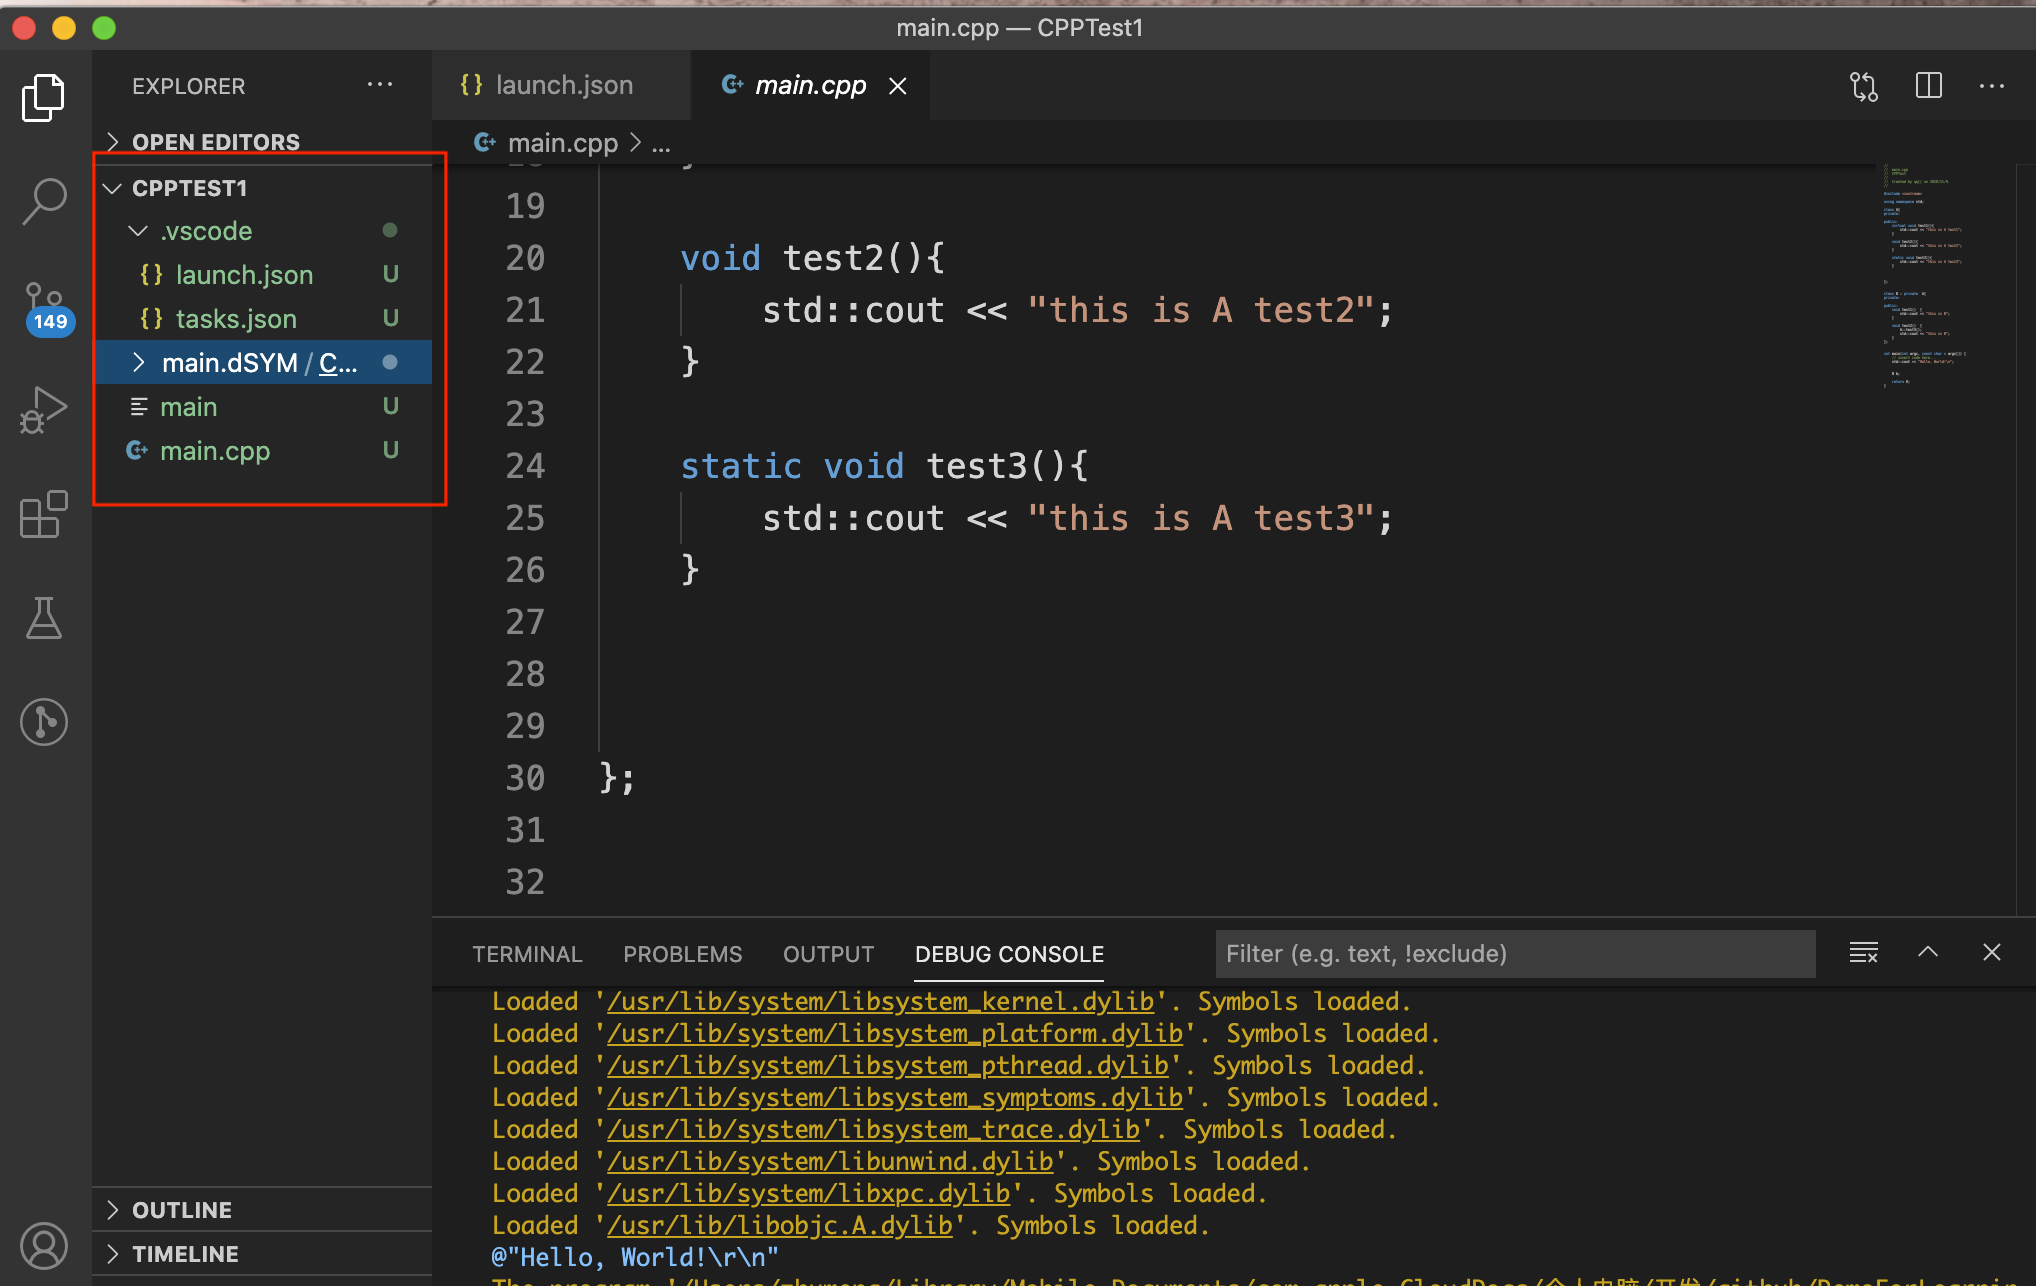 main.cpp — CPPTest1
EXPLORER
launch.json
main.cpp
OPEN EDITORS
main.cpp > ...
CPPTEST1
.vscode
launch.json U
tasks.json U
main.dSYM / C...
main U
main.cpp U
149
19
20 void test2(){
21 std::cout << "this is A test2";
22 }
23
24 static void test3(){
25 std::cout << "this is A test3";
26 }
27
28
29
30 };
31
32
TERMINAL PROBLEMS OUTPUT DEBUG CONSOLE Filter (e.g. text, !exclude)
Loaded '/usr/lib/system/libsystem_kernel.dylib'. Symbols loaded.
Loaded '/usr/lib/system/libsystem_platform.dylib'. Symbols loaded.
Loaded '/usr/lib/system/libsystem_pthread.dylib'. Symbols loaded.
Loaded '/usr/lib/system/libsystem_symptoms.dylib'. Symbols loaded.
Loaded '/usr/lib/system/libsystem_trace.dylib'. Symbols loaded.
Loaded '/usr/lib/system/libunwind.dylib'. Symbols loaded.
Loaded '/usr/lib/system/libxpc.dylib'. Symbols loaded.
Loaded '/usr/lib/libobjc.A.dylib'. Symbols loaded.
@"Hello, World!\r\n"
The program
OUTLINE
TIMELINE